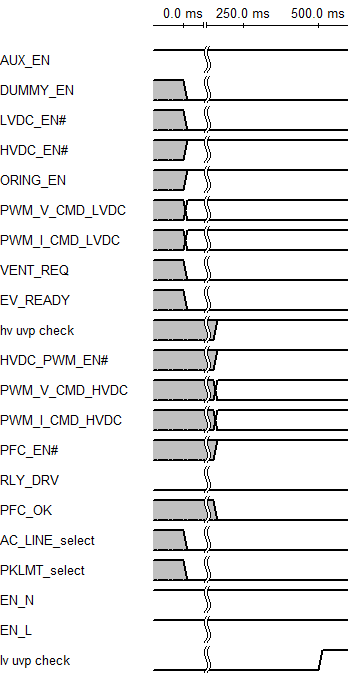 0.0 ms 250.0 ms 500.0 ms
AUX_EN
DUMMY_EN
LVDC_EN#
HVDC_EN#
ORING_EN
PWM_V_CMD_LVDC
PWM_I_CMD_LVDC
VENT_REQ
EV_READY
hv uvp check
HVDC_PWM_EN#
PWM_V_CMD_HVDC
PWM_I_CMD_HVDC
PFC_EN#
RLY_DRV
PFC_OK
AC_LINE_select
PKLMT_select
EN_N
EN_L
lv uvp check